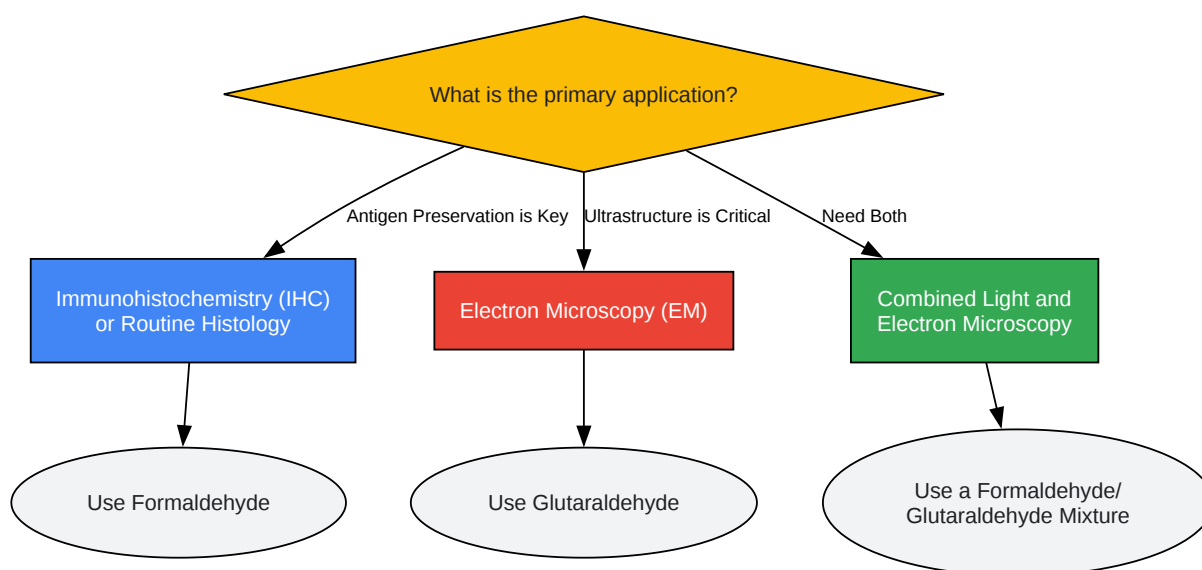 What is the primary application?
Antigen Preservation is Key
Ultrastructure is Critical
Need Both
Immunohistochemistry (IHC)
or Routine Histology
Electron Microscopy (EM)
Combined Light and
Electron Microscopy
Use Formaldehyde
Use Glutaraldehyde
Use a Formaldehyde/
Glutaraldehyde Mixture